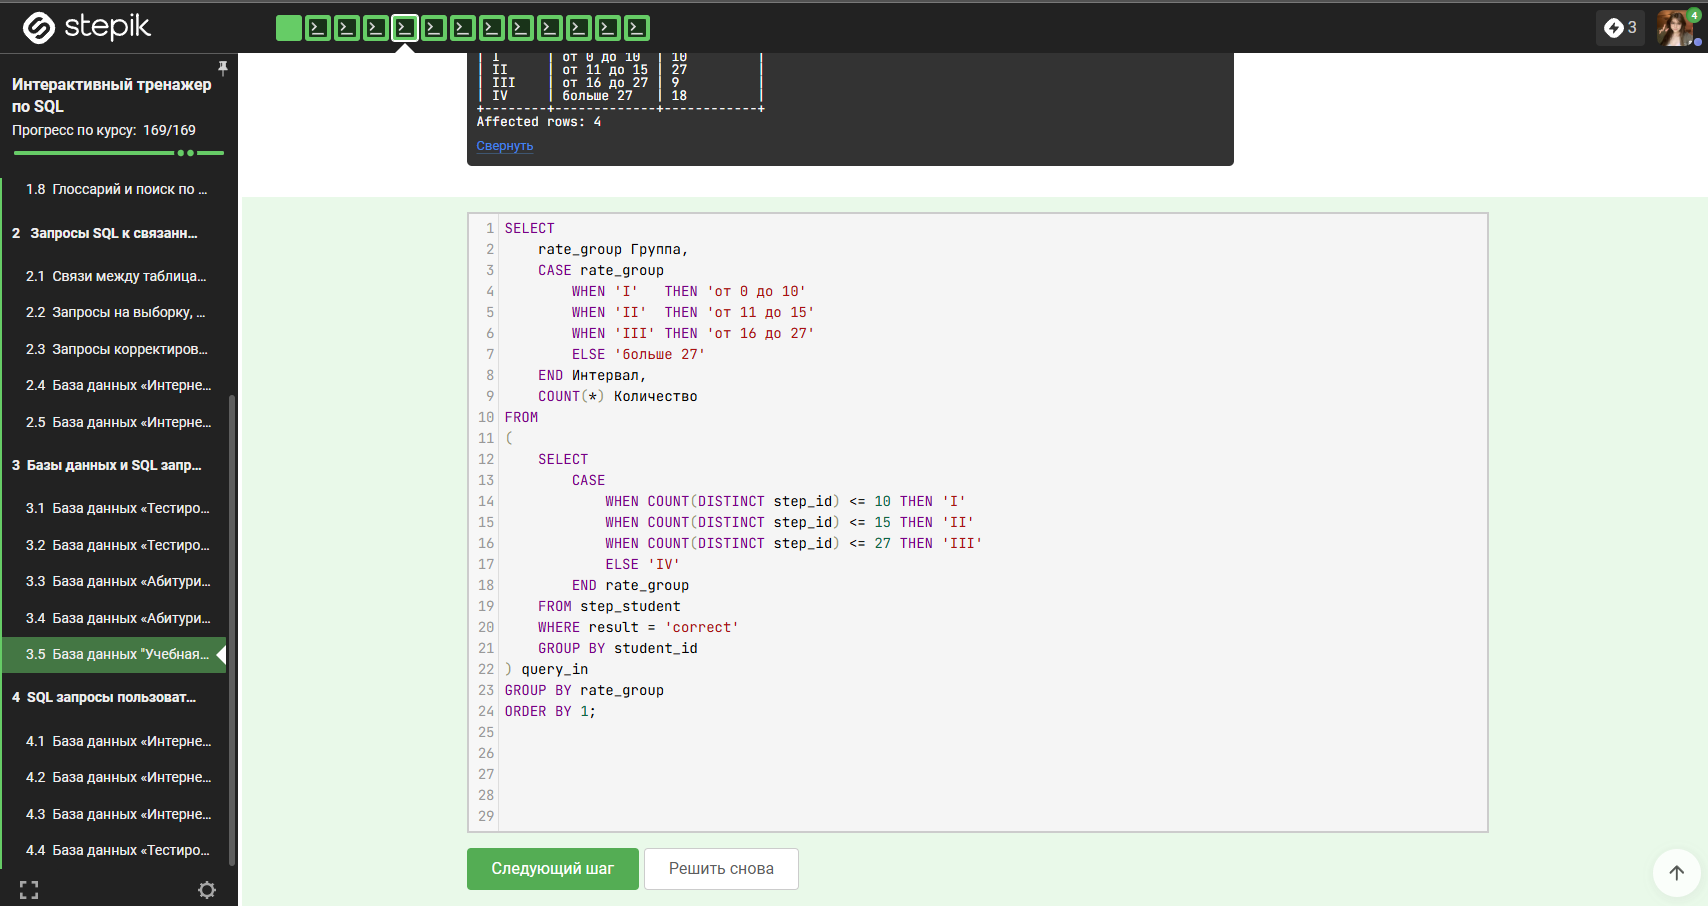 stepik
3
4
Интерактивный тренажер
по SQL
Прогресс по курсу: 169/169
1.8 Глоссарий и поиск по ...
2 Запросы SQL к связанн...
2.1 Связи между таблица...
2.2 Запросы на выборку, ...
2.3 Запросы корректиров...
2.4 База данных «Интерне...
2.5 База данных «Интерне...
3 Базы данных и SQL запр...
3.1 База данных «Тестиро...
3.2 База данных «Тестиро...
3.3 База данных «Абитури...
3.4 База данных «Абитури...
3.5 База данных "Учебная...
4 SQL запросы пользоват...
4.1 База данных «Интерне...
4.2 База данных «Интерне...
4.3 База данных «Интерне...
4.4 База данных «Тестиро...
| I | от 0 до 10 | 10 |
| II | от 11 до 15 | 27 |
| III | от 16 до 27 | 9 |
| IV | больше 27 | 18 |
+--------+-------------+------------+
Affected rows: 4
Свернуть
1 SELECT
2 rate_group Группа,
3 CASE rate_group
4 WHEN 'I' THEN 'от 0 до 10'
5 WHEN 'II' THEN 'от 11 до 15'
6 WHEN 'III' THEN 'от 16 до 27'
7 ELSE 'больше 27'
8 END Интервал,
9 COUNT(*) Количество
10 FROM
11 (
12 SELECT
13 CASE
14 WHEN COUNT(DISTINCT step_id) <= 10 THEN 'I'
15 WHEN COUNT(DISTINCT step_id) <= 15 THEN 'II'
16 WHEN COUNT(DISTINCT step_id) <= 27 THEN 'III'
17 ELSE 'IV'
18 END rate_group
19 FROM step_student
20 WHERE result = 'correct'
21 GROUP BY student_id
22 ) query_in
23 GROUP BY rate_group
24 ORDER BY 1;
25
26
27
28
29
Следующий шаг
Решить снова